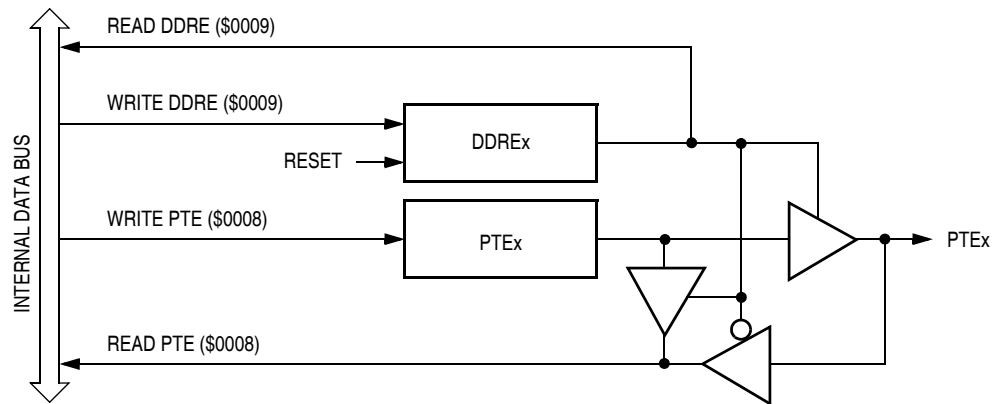 READ DDRE ($0009)
WRITE DDRE ($0009)
DDREx
RESET
WRITE PTE ($0008)
PTEx
PTEx
READ PTE ($0008)
INTERNAL DATA BUS